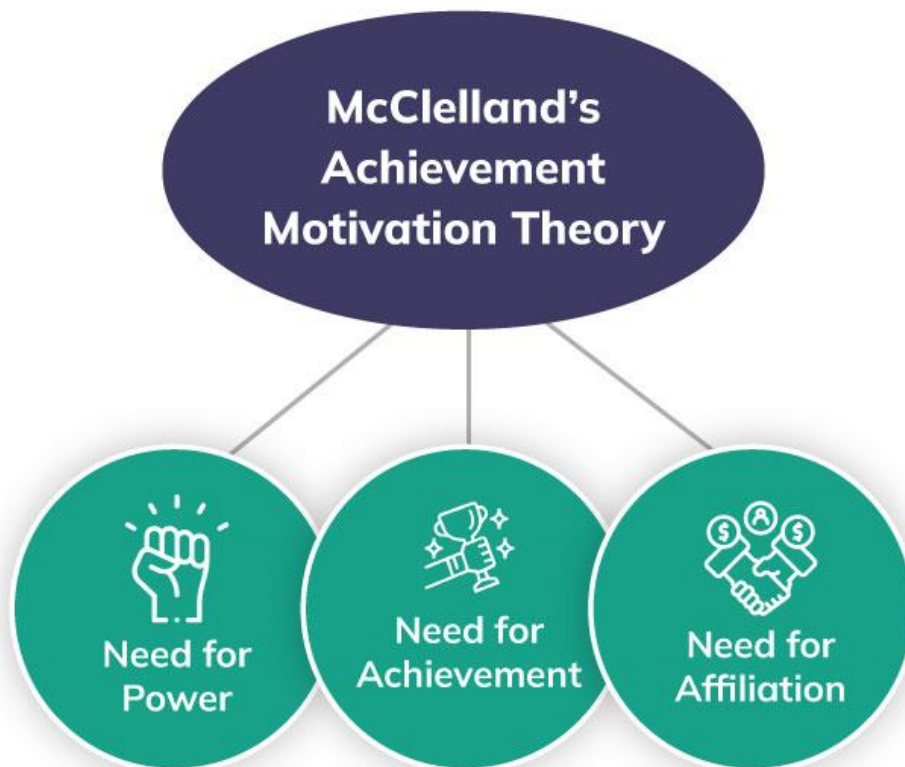 McClelland’s
Achievement
Motivation Theory
Need for
Power
Need for
Achievement
$
$
Need for
Affiliation